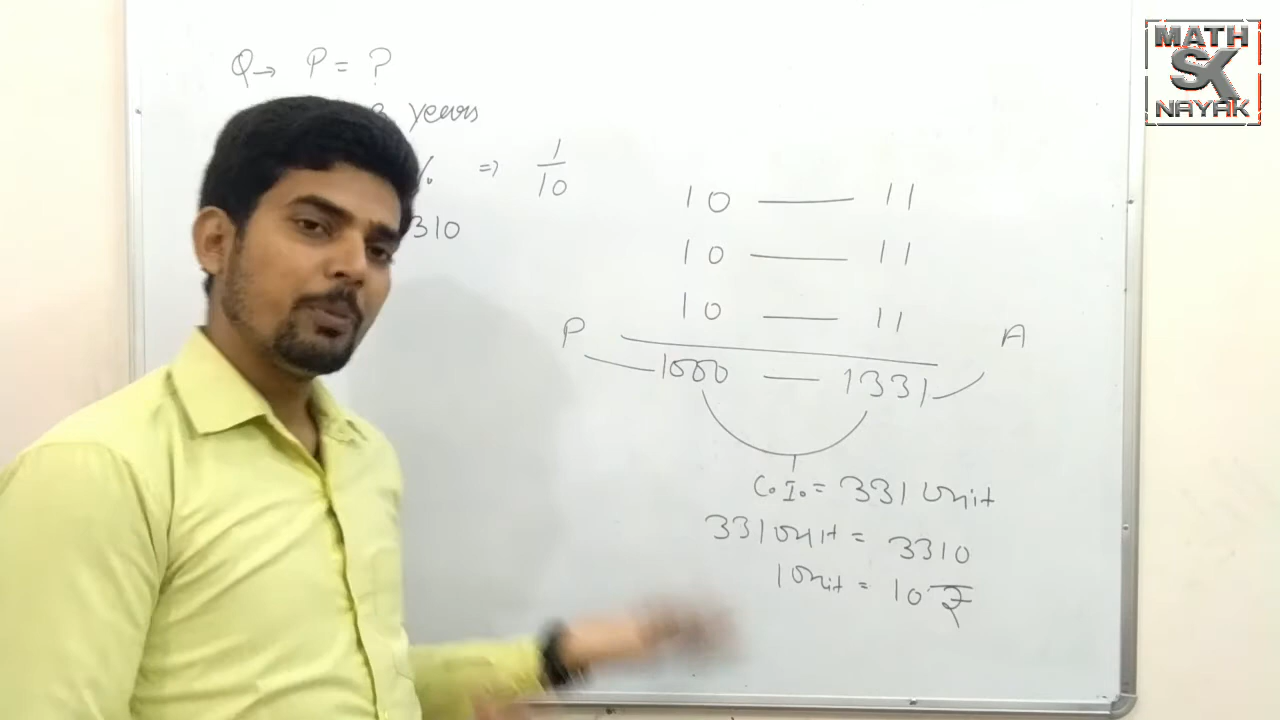 Q→ P = ?
years
% ⇒ 1/10
310
10 — 11
10 — 11
10 — 11
P 1000 — 1331 A
C.I. = 331 Unit
331 Unit = 3310
1 Unit = 10 ₹
MATH
SK
NAYAK